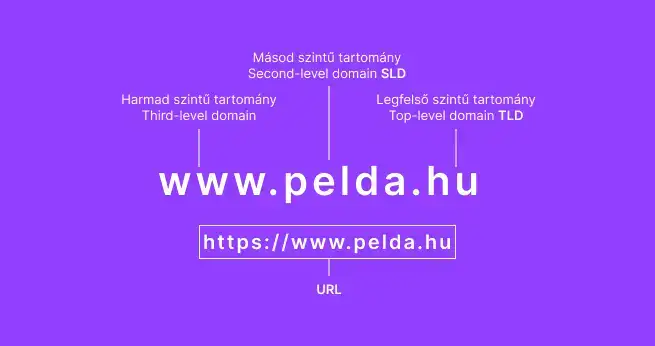 Másod szintű tartomány
Second-level domain SLD
Harmad szintű tartomány
Third-level domain
Legfelső szintű tartomány
Top-level domain TLD
www.pelda.hu
https://www.pelda.hu
URL